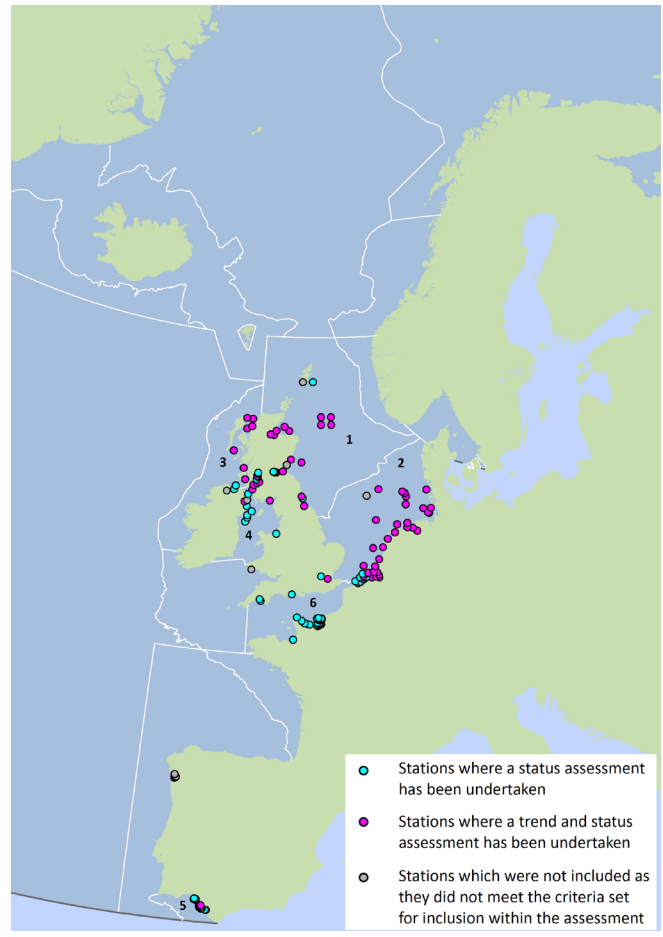 1
2
3
4
6
5
Stations where a status assessment
has been undertaken
Stations where a trend and status
assessment has been undertaken
Stations which were not included as
they did not meet the criteria set
for inclusion within the assessment